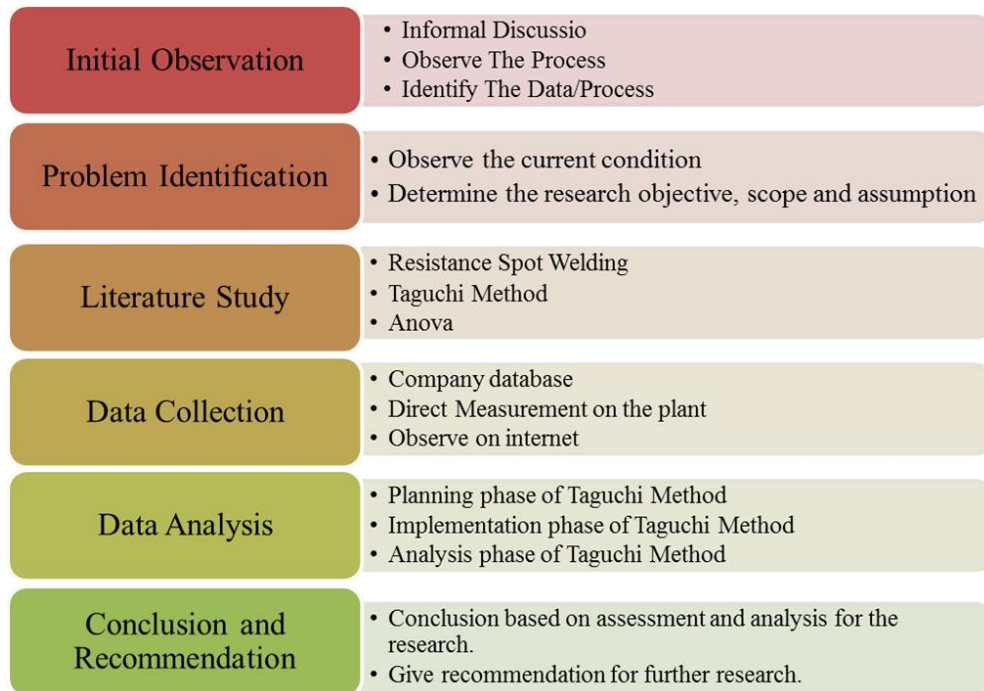 Initial Observation
• Informal Discussio
• Observe The Process
• Identify The Data/Process
Problem Identification
• Observe the current condition
• Determine the research objective, scope and assumption
Literature Study
• Resistance Spot Welding
• Taguchi Method
• Anova
Data Collection
• Company database
• Direct Measurement on the plant
• Observe on internet
Data Analysis
• Planning phase of Taguchi Method
• Implementation phase of Taguchi Method
• Analysis phase of Taguchi Method
Conclusion and
Recommendation
• Conclusion based on assessment and analysis for the
research.
• Give recommendation for further research.